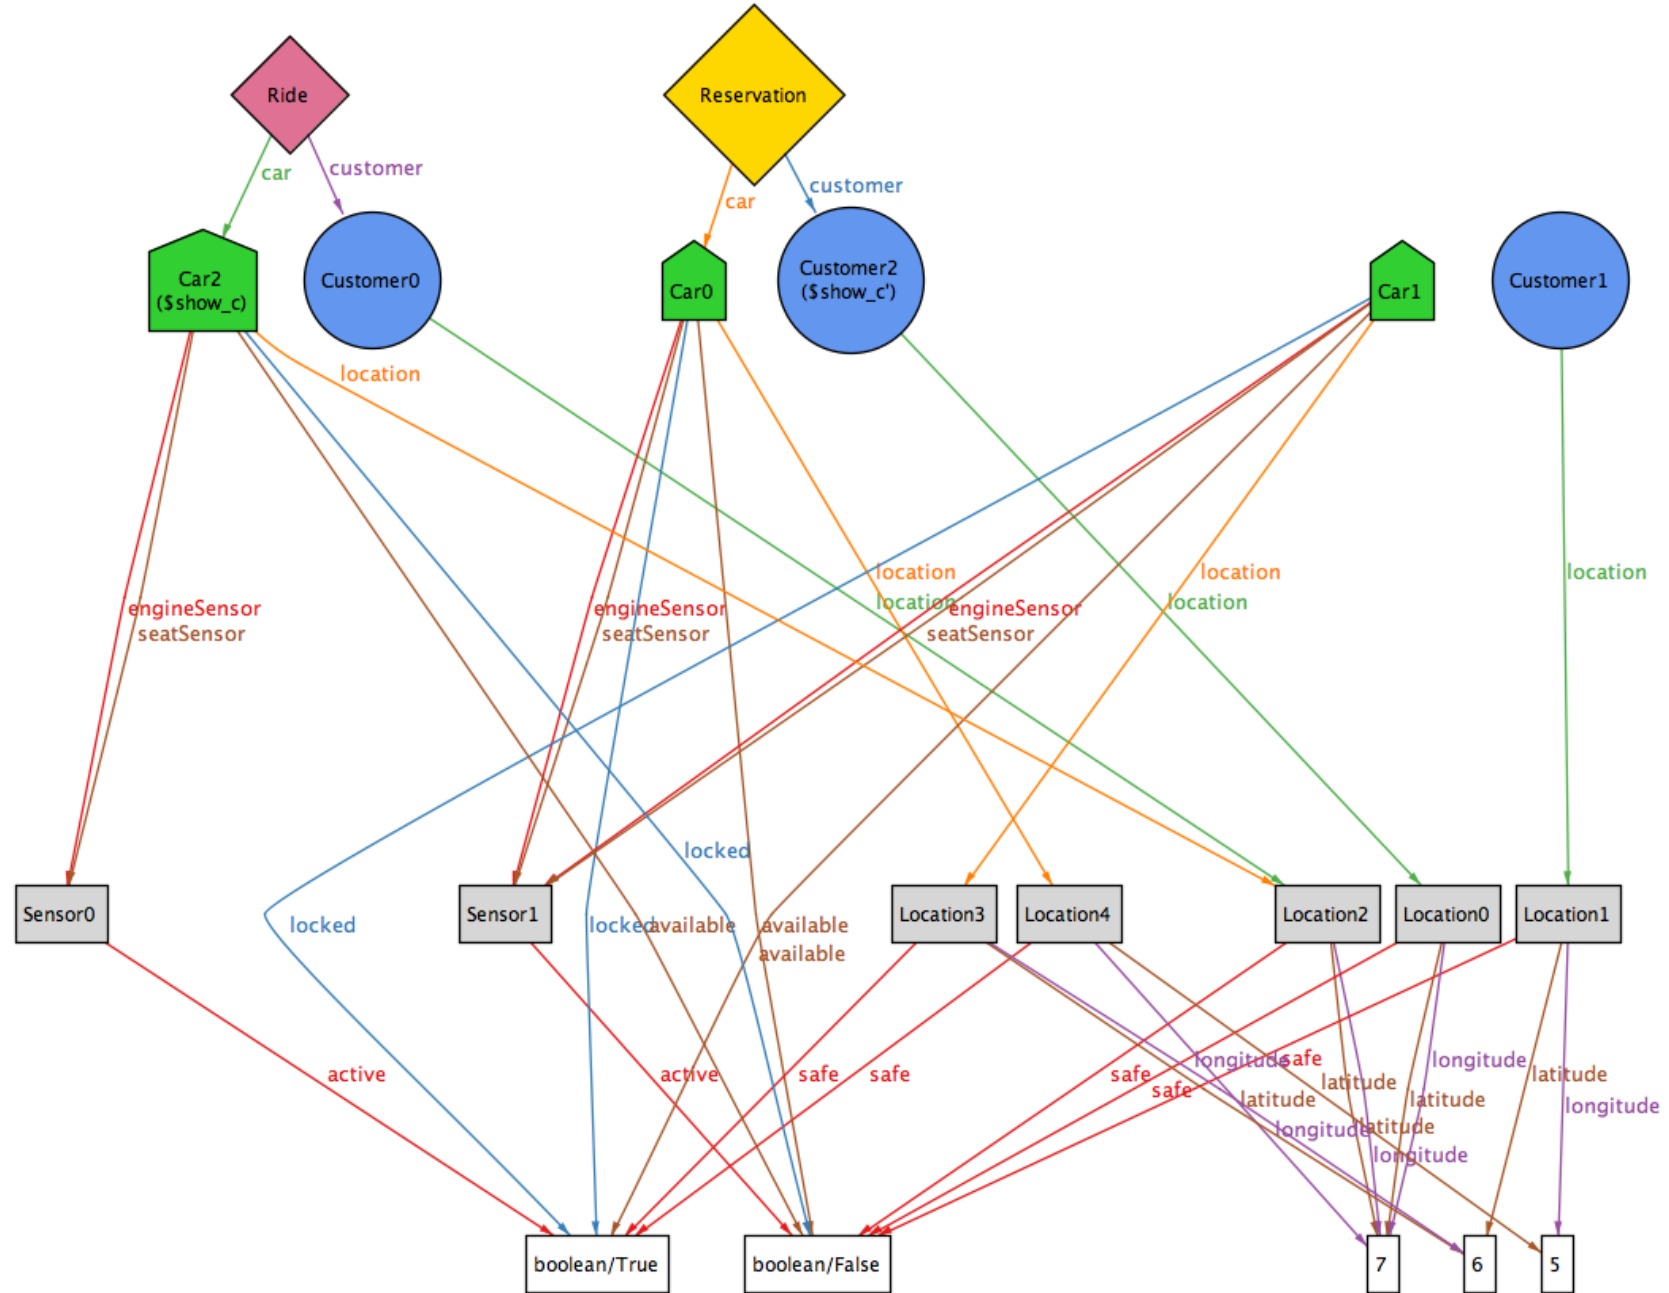 Ride
Reservation
car
customer
car
customer
Car2
($show_c)
Customer0
Car0
Customer2
($show_c')
Car1
Customer1
location
location
location
location
location
location
engineSensor
seatSensor
engineSensor
seatSensor
engineSensor
seatSensor
locked
Sensor0
Sensor1
Location3
Location4
Location2
Location0
Location1
locked
locked
available
available
available
active
active
safe
safe
safe
safe
longitude
safe
latitude
latitude
longitude
latitude
longitude
latitude
latitude
longitude
longitude
boolean/True
boolean/False
7
6
5